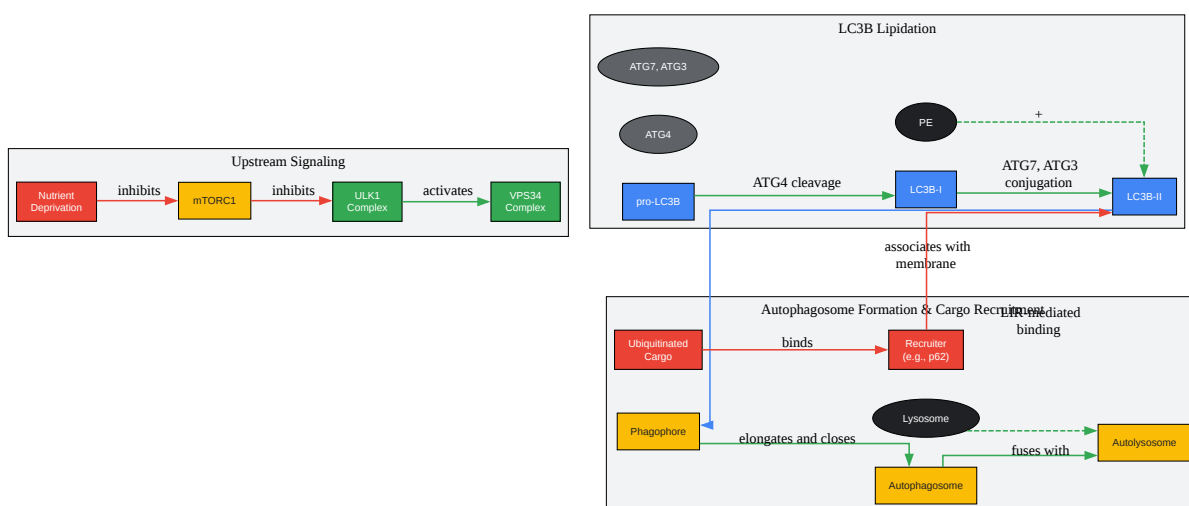 Upstream Signaling
Nutrient
Deprivation
inhibits
mTORC1
inhibits
ULK1
Complex
activates
VPS34
Complex
LC3B Lipidation
ATG7, ATG3
ATG4
PE
+
pro-LC3B
ATG4 cleavage
LC3B-I
ATG7, ATG3
conjugation
LC3B-II
associates with
membrane
Autophagosome Formation & Cargo Recruitment
LIR-mediated
binding
Ubiquitinated
Cargo
binds
Recruiter
(e.g., p62)
Phagophore
elongates and closes
Lysosome
Autophagosome
fuses with
Autolysosome